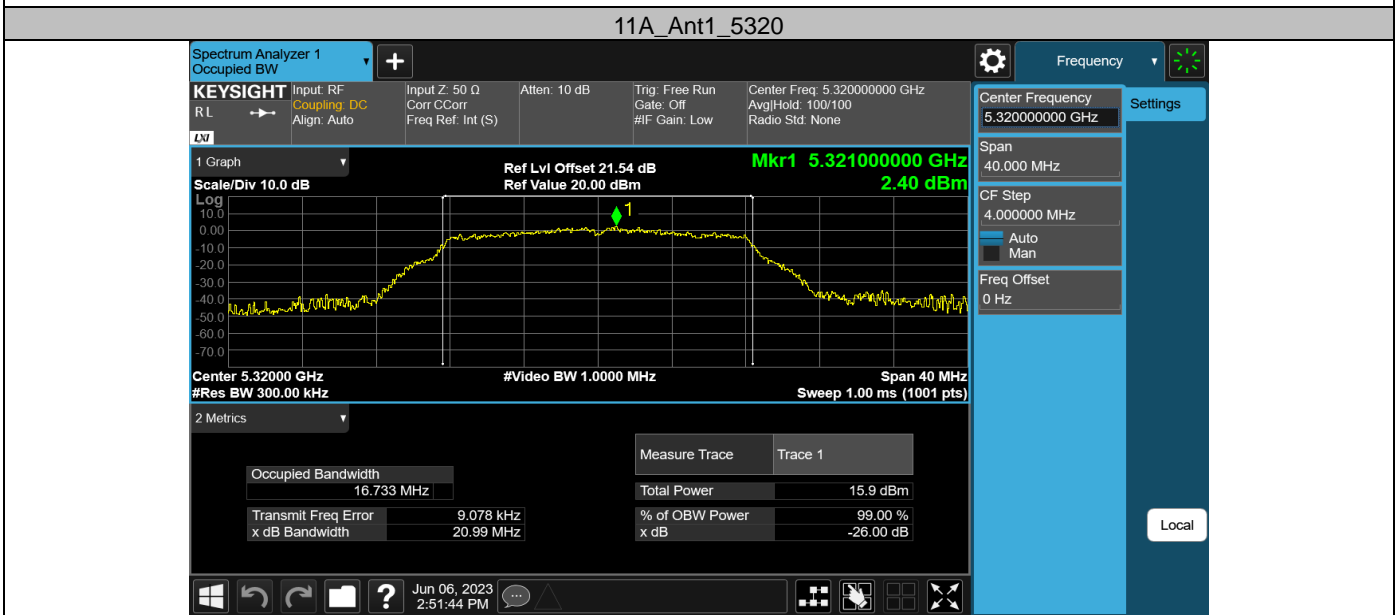 11A_Ant1_5320
Spectrum Analyzer 1
Occupied BW
+
Frequency
KEYSIGHT
RL
LXI
Input: RF
Coupling: DC
Align: Auto
Input Z: 50 Ω
Corr CCorr
Freq Ref: Int (S)
Atten: 10 dB
Trig: Free Run
Gate: Off
#IF Gain: Low
Center Freq: 5.320000000 GHz
Avg|Hold: 100/100
Radio Std: None
Center Frequency
5.320000000 GHz
Settings
Span
40.000 MHz
CF Step
4.000000 MHz
Auto
Man
Freq Offset
0 Hz
1 Graph
Scale/Div 10.0 dB
Log
Ref Lvl Offset 21.54 dB
Ref Value 20.00 dBm
Mkr1 5.321000000 GHz
2.40 dBm
1
10.0
0.00
-10.0
-20.0
-30.0
-40.0
-50.0
-60.0
-70.0
Center 5.32000 GHz
#Video BW 1.0000 MHz
Span 40 MHz
#Res BW 300.00 kHz
Sweep 1.00 ms (1001 pts)
2 Metrics
Measure Trace Trace 1
Occupied Bandwidth
16.733 MHz
Total Power 15.9 dBm
Transmit Freq Error 9.078 kHz
% of OBW Power 99.00 %
x dB Bandwidth 20.99 MHz
x dB -26.00 dB
Local
?
Jun 06, 2023
2:51:44 PM